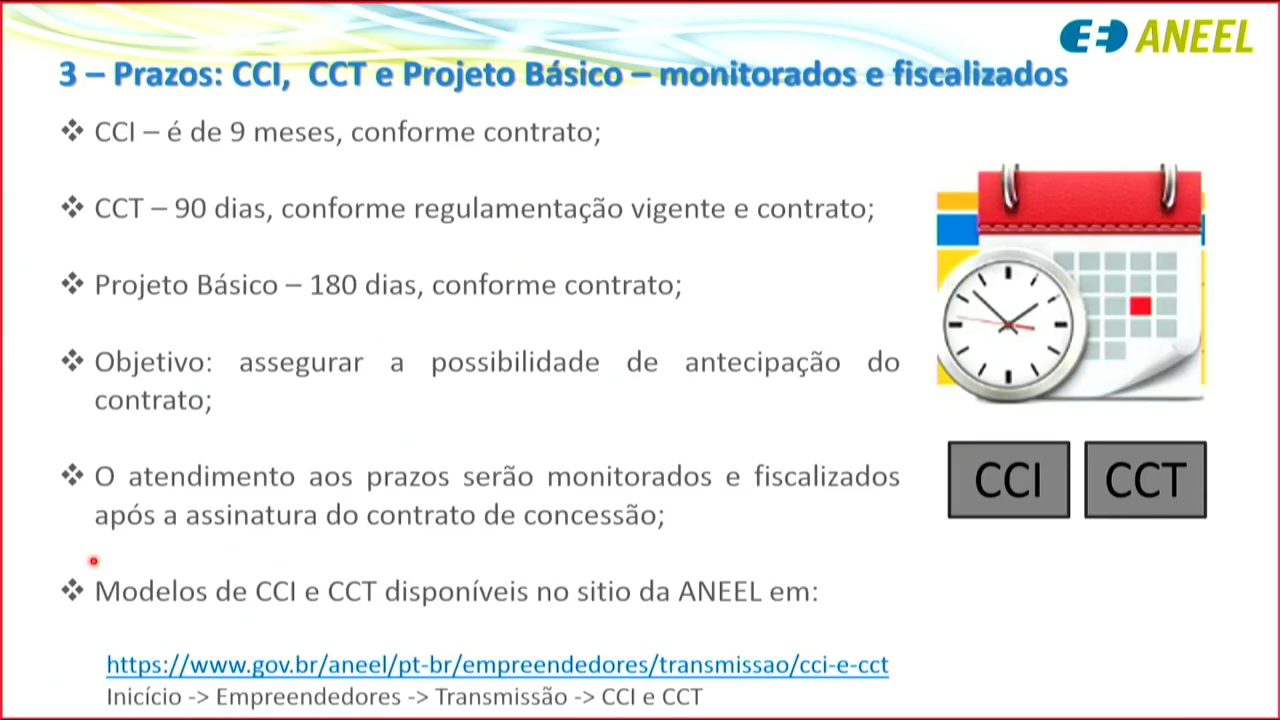 ANEEL
3 – Prazos: CCI, CCT e Projeto Básico – monitorados e fiscalizados
❖ CCI – é de 9 meses, conforme contrato;
❖ CCT – 90 dias, conforme regulamentação vigente e contrato;
❖ Projeto Básico – 180 dias, conforme contrato;
❖ Objetivo: assegurar a possibilidade de antecipação do
contrato;
❖ O atendimento aos prazos serão monitorados e fiscalizados
após a assinatura do contrato de concessão;
❖ Modelos de CCI e CCT disponíveis no sitio da ANEEL em:
https://www.gov.br/aneel/pt-br/empreendedores/transmissao/cci-e-cct
Inicício -> Empreendedores -> Transmissão -> CCI e CCT
CCI CCT